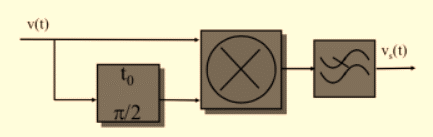 v(t)
vₛ(t)
t₀
π/2